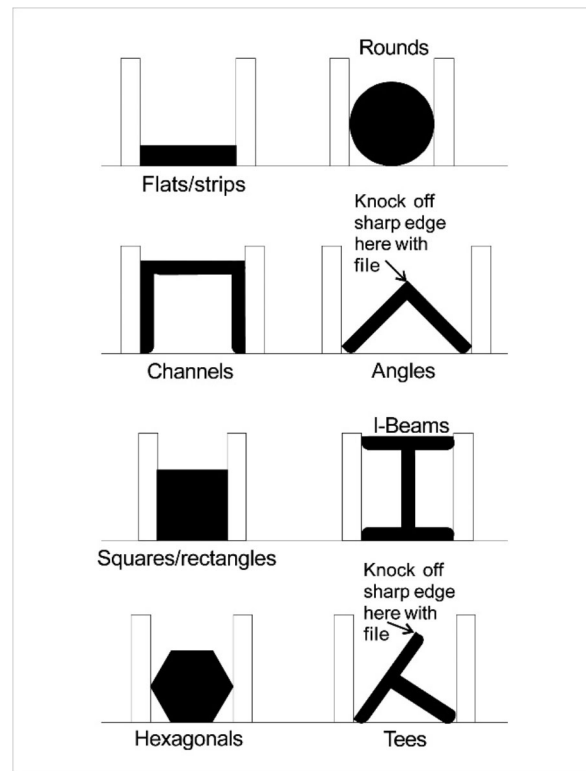 Rounds
Flats/strips
Knock off
sharp edge
here with
file
Channels
Angles
I-Beams
Squares/rectangles
Knock off
sharp edge
here with
file
Hexagonals
Tees